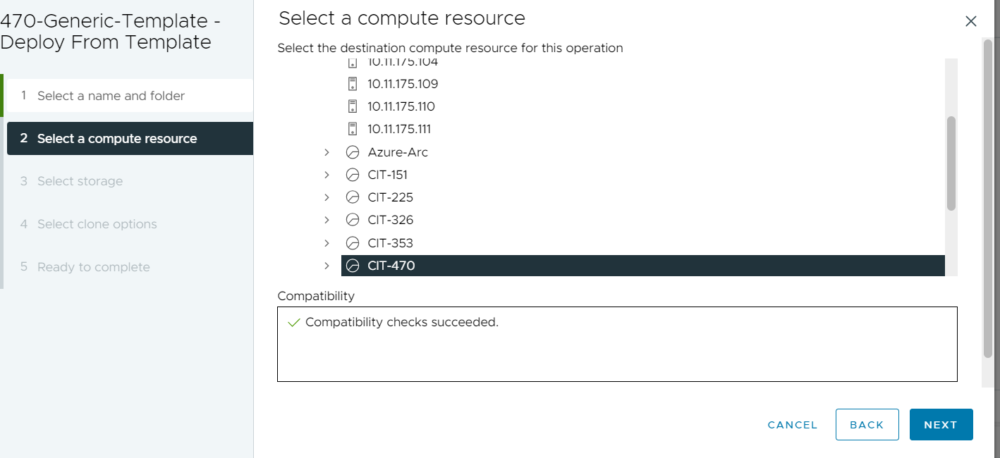 470-Generic-Template -
Deploy From Template
1 Select a name and folder
2 Select a compute resource
3 Select storage
4 Select clone options
5 Ready to complete
Select a compute resource
Select the destination compute resource for this operation
10.11.175.104
10.11.175.109
10.11.175.110
10.11.175.111
Azure-Arc
CIT-151
CIT-225
CIT-326
CIT-353
CIT-470
Compatibility
Compatibility checks succeeded.
CANCEL
BACK
NEXT